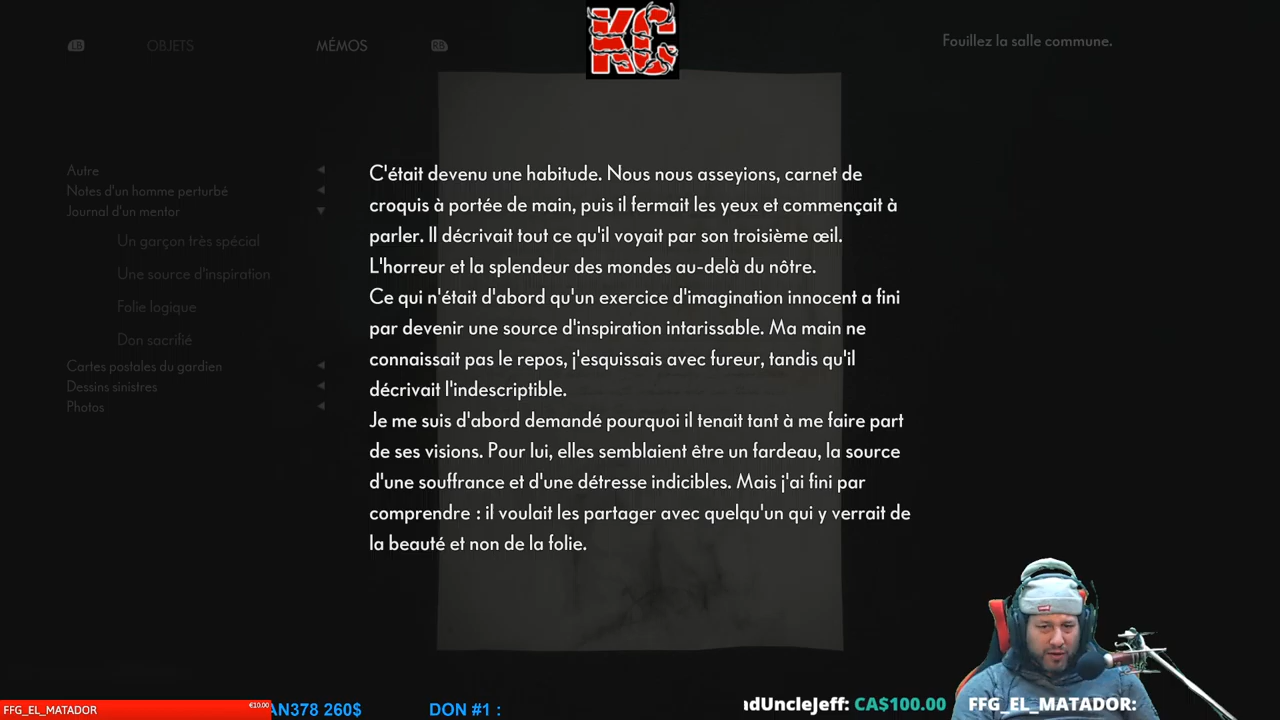 LB
OBJETS
MÉMOS
RB
KC
Fouillez la salle commune.
Autre
Notes d'un homme perturbé
Journal d'un mentor
Un garçon très spécial
Une source d'inspiration
Folie logique
Don sacrifié
Cartes postales du gardien
Dessins sinistres
Photos
C'était devenu une habitude. Nous nous asseyions, carnet de
croquis à portée de main, puis il fermait les yeux et commençait à
parler. Il décrivait tout ce qu'il voyait par son troisième œil.
L'horreur et la splendeur des mondes au-delà du nôtre.
Ce qui n'était d'abord qu'un exercice d'imagination innocent a fini
par devenir une source d'inspiration intarissable. Ma main ne
connaissait pas le repos, j'esquissais avec fureur, tandis qu'il
décrivait l'indescriptible.
Je me suis d'abord demandé pourquoi il tenait tant à me faire part
de ses visions. Pour lui, elles semblaient être un fardeau, la source
d'une souffrance et d'une détresse indicibles. Mais j'ai fini par
comprendre : il voulait les partager avec quelqu'un qui y verrait de
la beauté et non de la folie.
FFG_EL_MATADOR
€10.00
AN378 260$
DON #1 :
adUncleJeff: CA$100.00
FFG_EL_MATADOR: